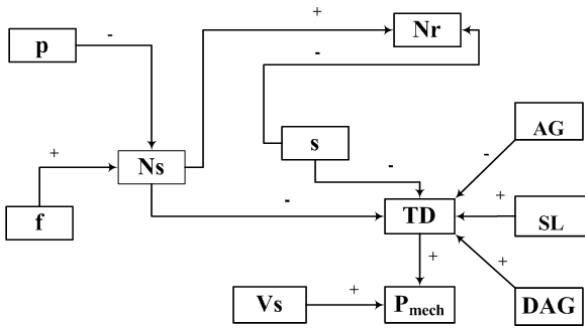 +
Nr
p
-
-
AG
s
+
Ns
-
-
+
f
-
TD
SL
+
+
Vs
+
Pmech
DAG